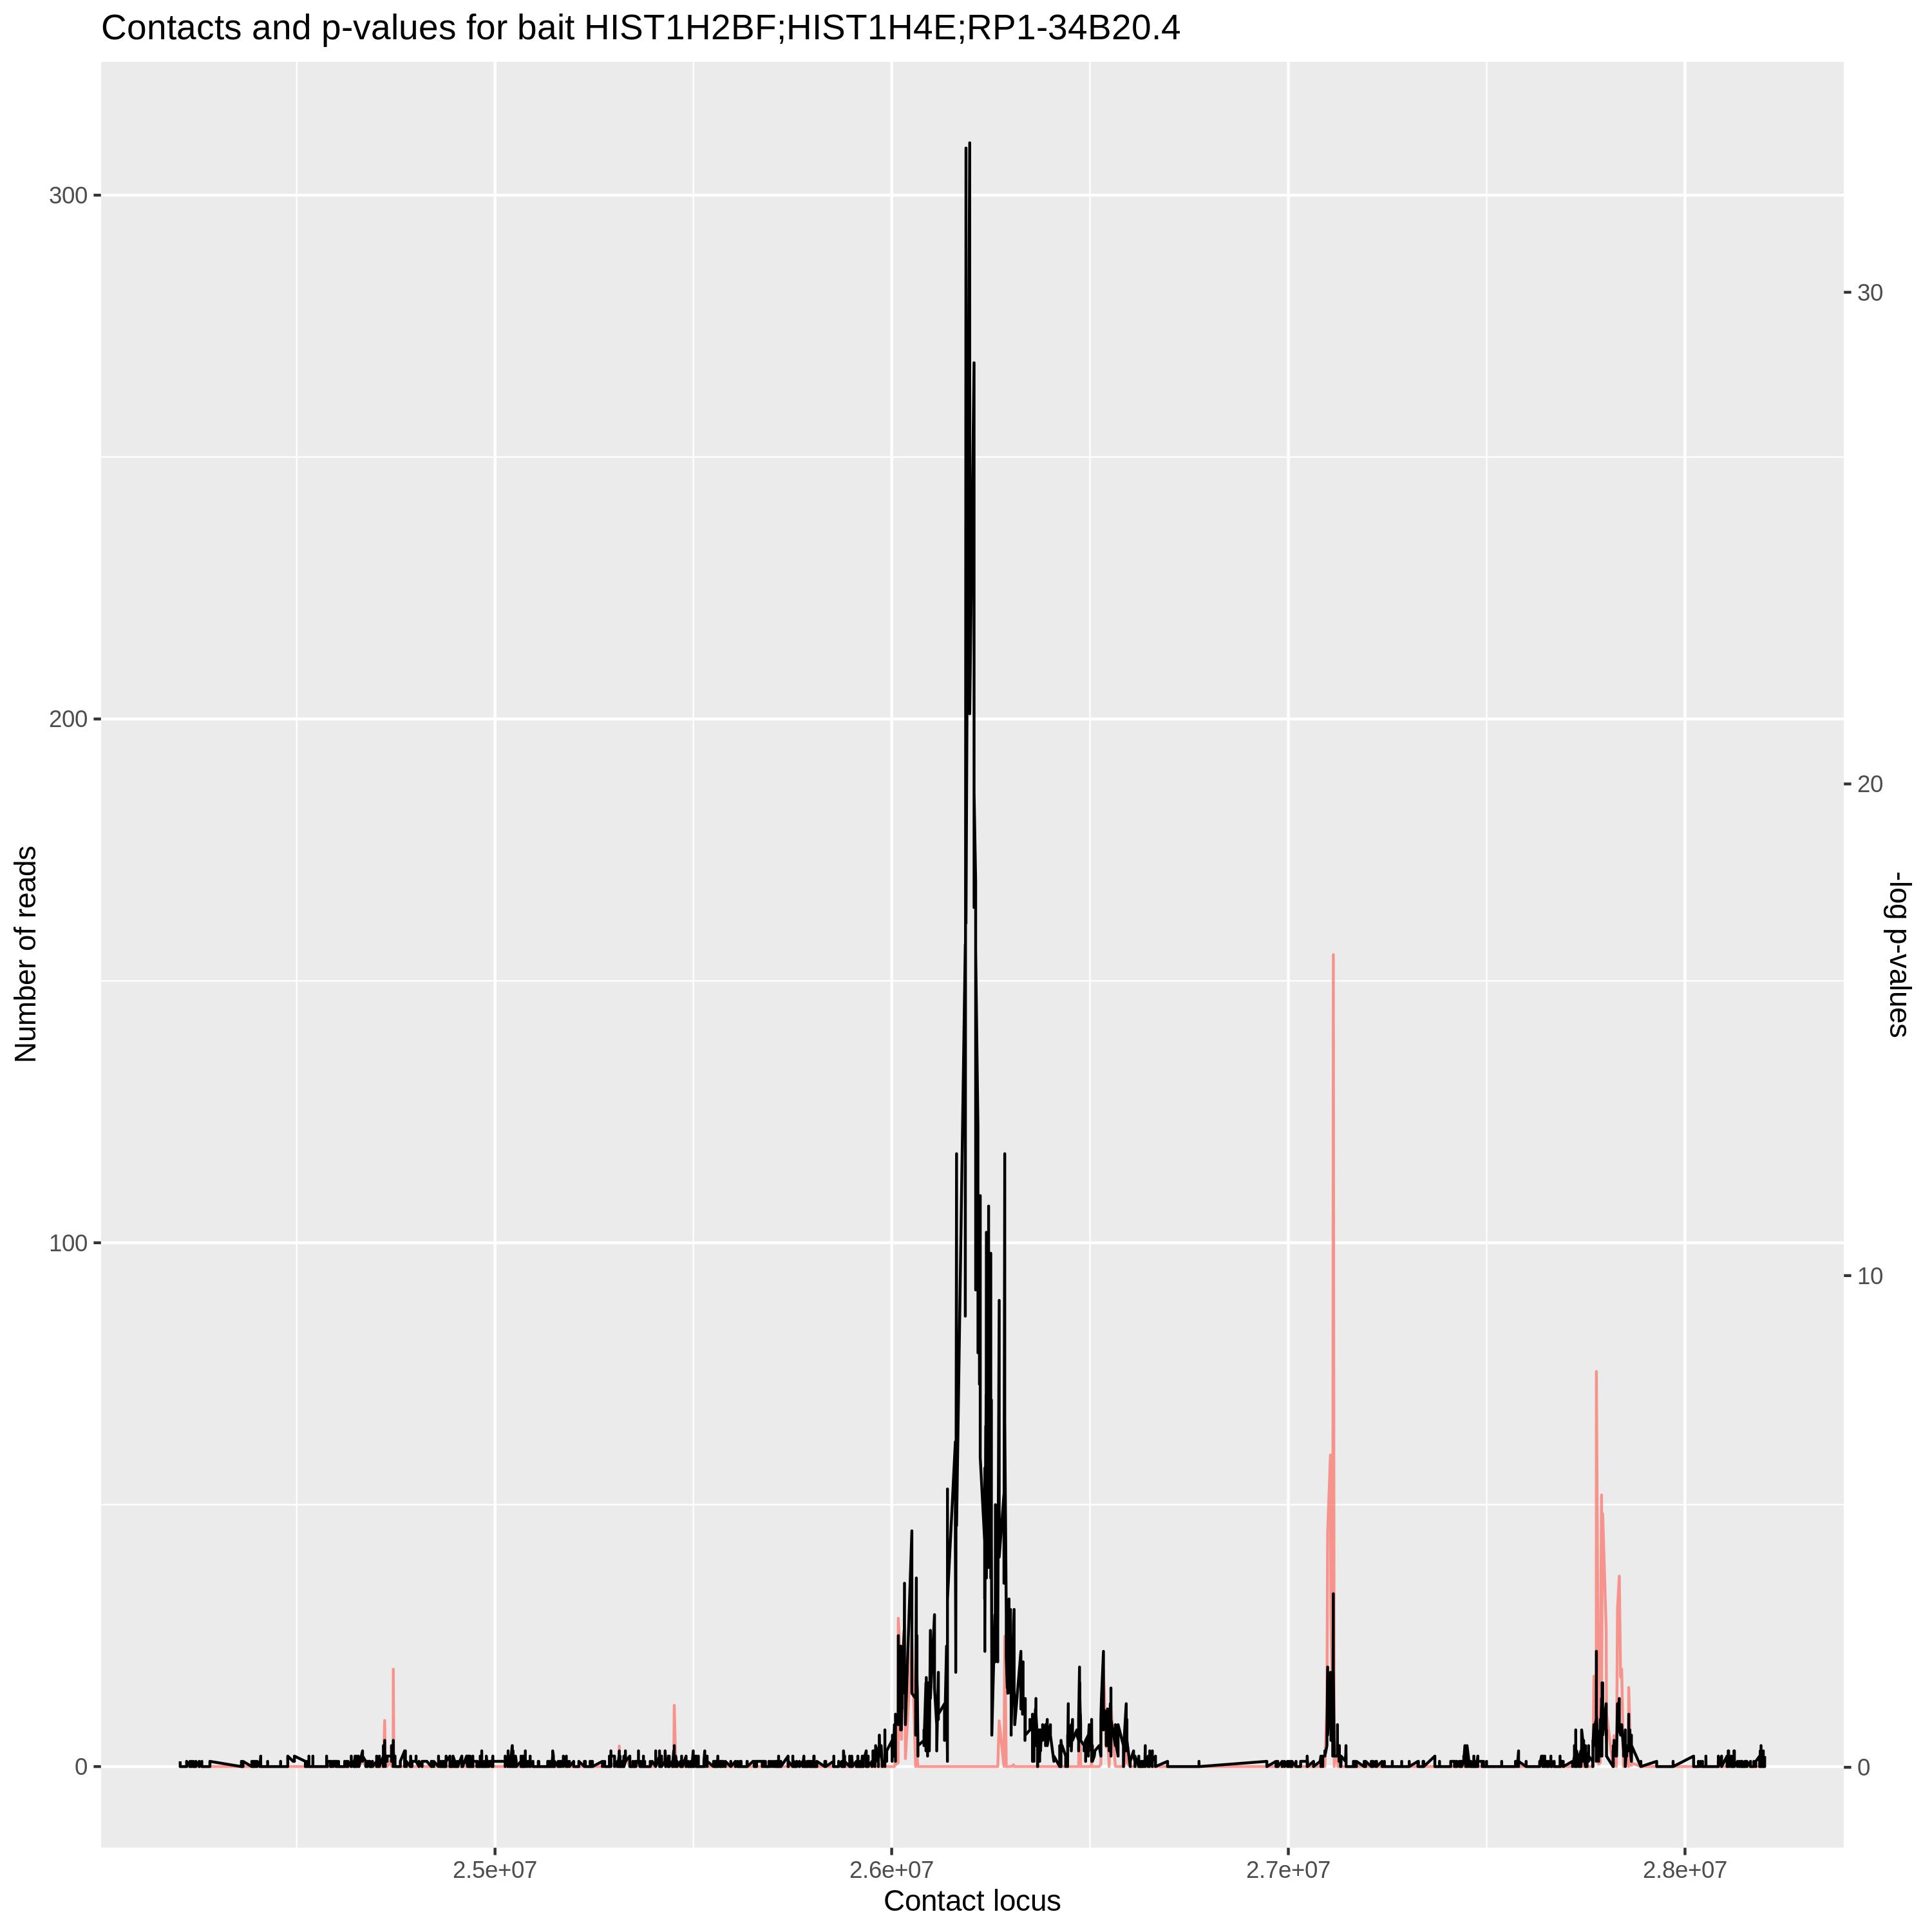 Contacts and p-values for bait HIST1H2BF;HIST1H4E;RP1-34B20.4
300
200
100
0
Number of reads
30
20
10
0
-log p-values
2.5e+07
2.6e+07
2.7e+07
2.8e+07
Contact locus